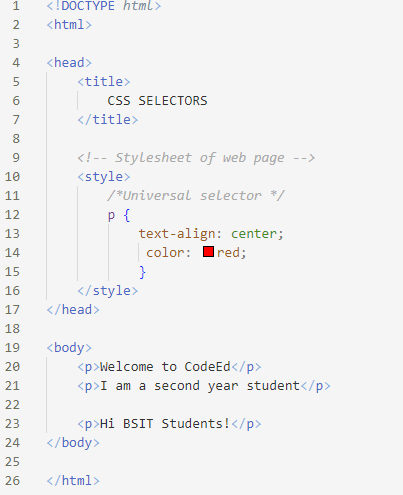 1 <!DOCTYPE html>
2 <html>
3
4 <head>
5 <title>
6 CSS SELECTORS
7 </title>
8
9 <!-- Stylesheet of web page -->
10 <style>
11 /*Universal selector */
12 p {
13 text-align: center;
14 color: red;
15 }
16 </style>
17 </head>
18
19 <body>
20 <p>Welcome to CodeEd</p>
21 <p>I am a second year student</p>
22
23 <p>Hi BSIT Students!</p>
24 </body>
25
26 </html>